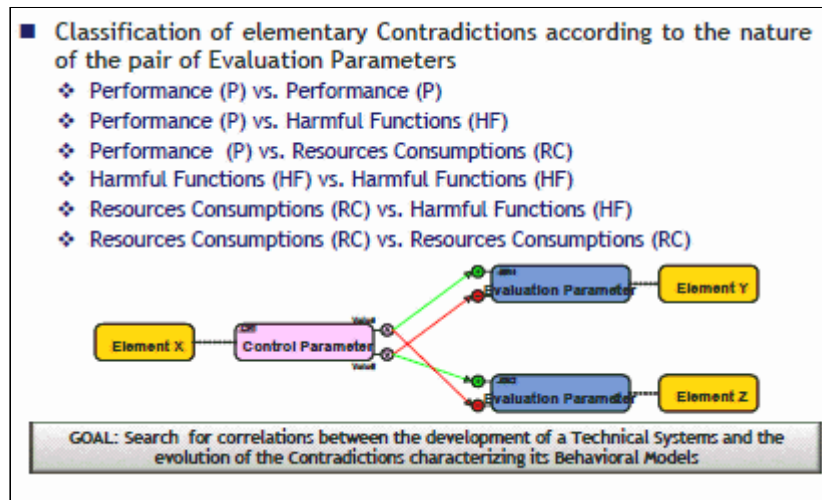 Classification of elementary Contradictions according to the nature
of the pair of Evaluation Parameters
Performance (P) vs. Performance (P)
Performance (P) vs. Harmful Functions (HF)
Performance (P) vs. Resources Consumptions (RC)
Harmful Functions (HF) vs. Harmful Functions (HF)
Resources Consumptions (RC) vs. Harmful Functions (HF)
Resources Consumptions (RC) vs. Resources Consumptions (RC)
Evaluation Parameter
Element Y
Value
Element X
Control Parameter
Value
Evaluation Parameter
Element Z
GOAL: Search for correlations between the development of a Technical Systems and the
evolution of the Contradictions characterizing its Behavioral Models